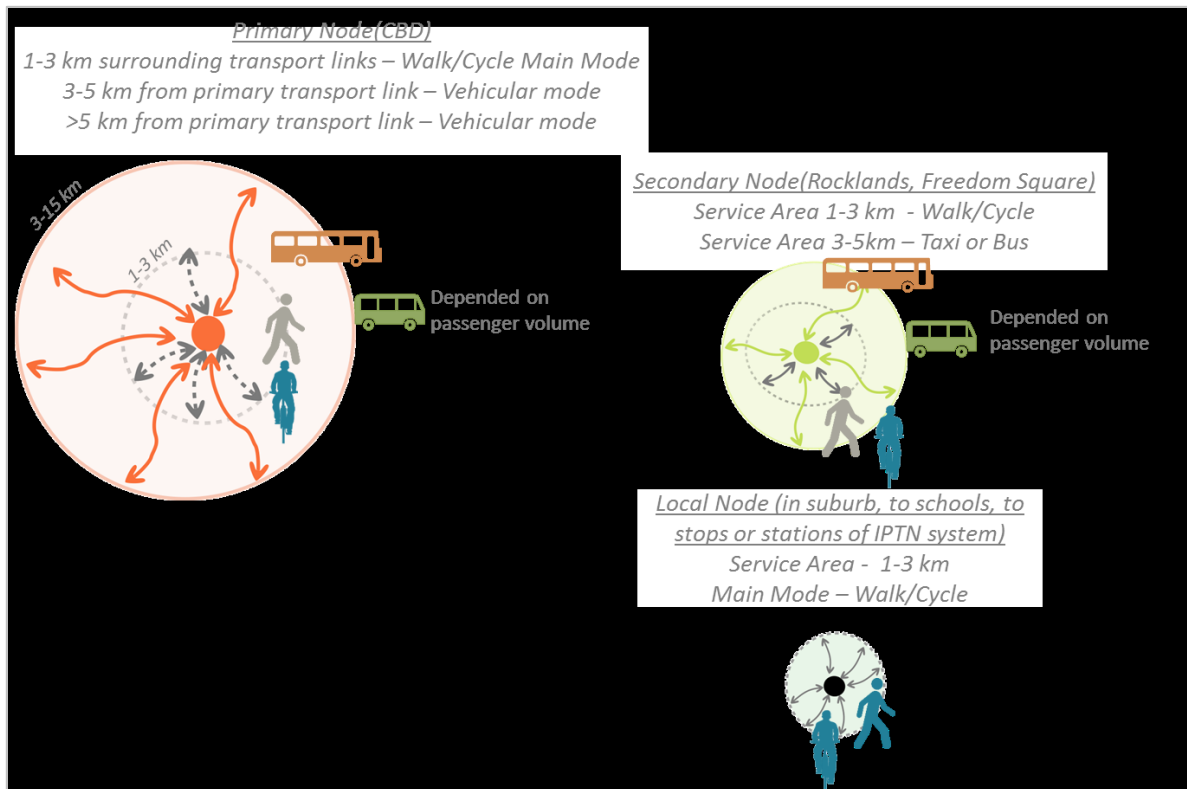 Primary Node(CBD)
1-3 km surrounding transport links – Walk/Cycle Main Mode
3-5 km from primary transport link – Vehicular mode
>5 km from primary transport link – Vehicular mode
3-15 km
1-3 km
Depended on
passenger volume
Secondary Node(Rocklands, Freedom Square)
Service Area 1-3 km - Walk/Cycle
Service Area 3-5km – Taxi or Bus
Depended on
passenger volume
Local Node (in suburb, to schools, to
stops or stations of IPTN system)
Service Area - 1-3 km
Main Mode – Walk/Cycle